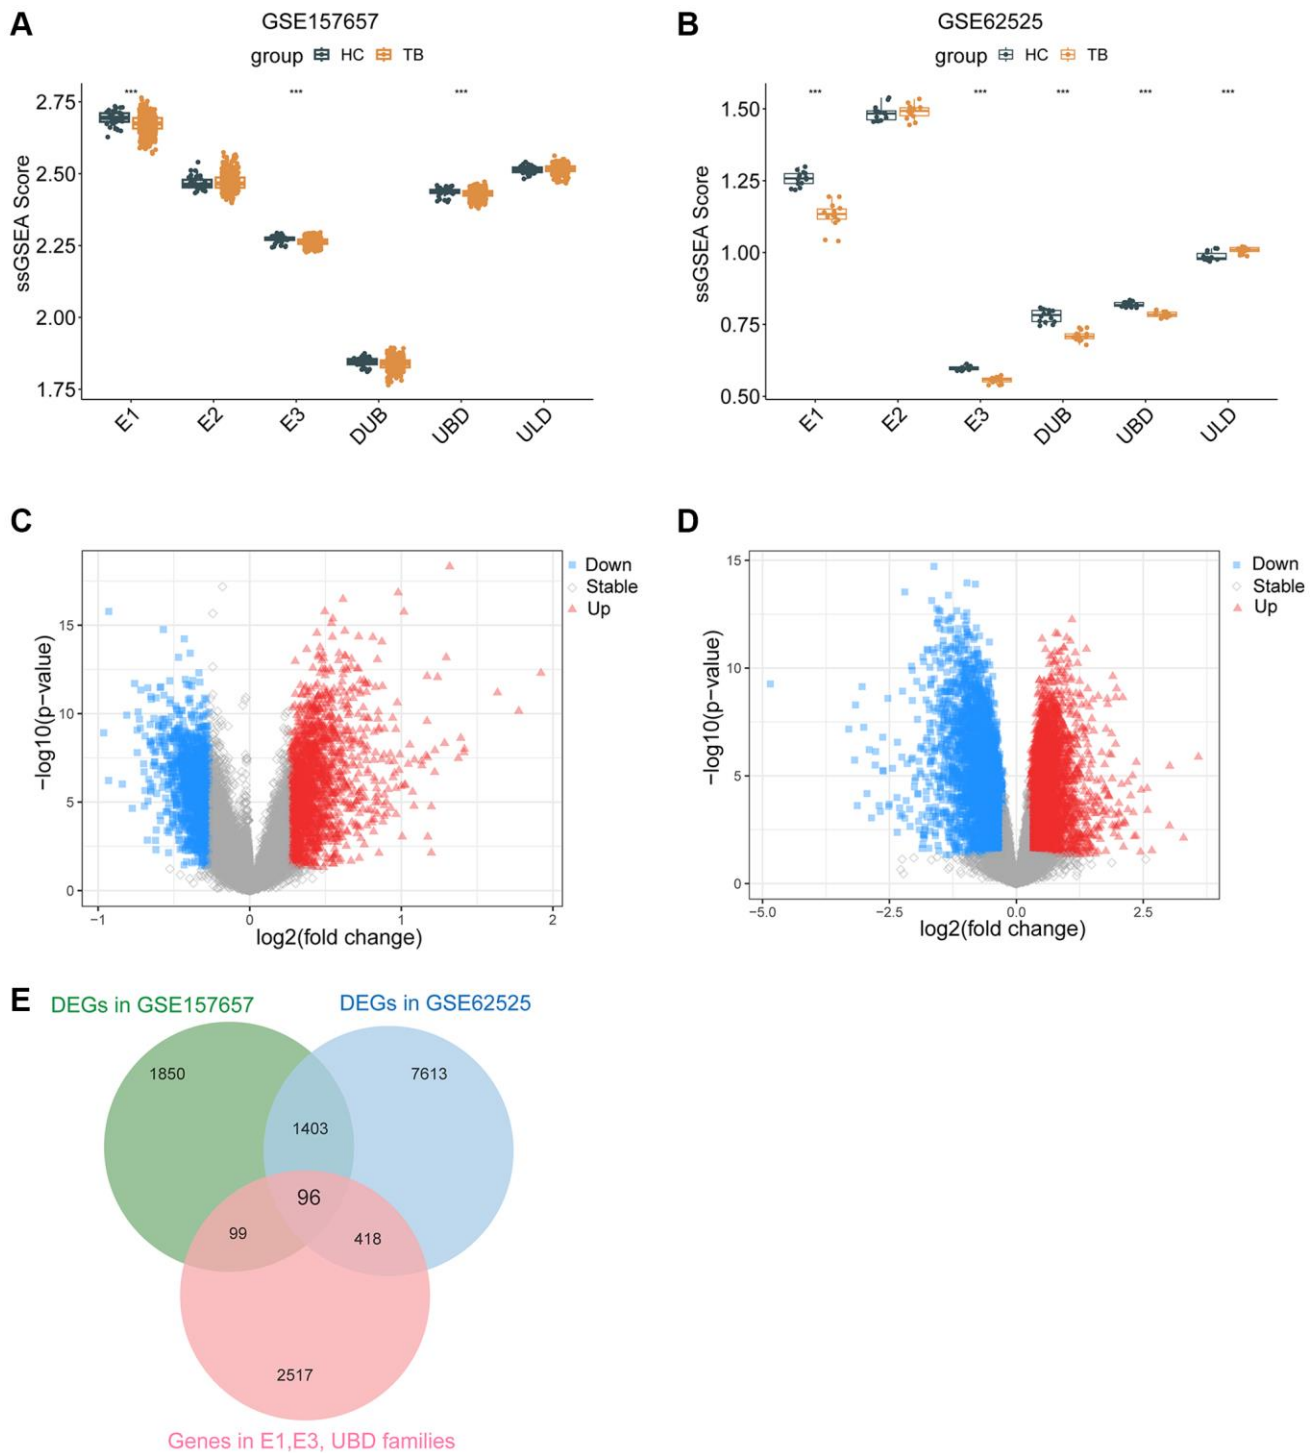 A
GSE157657
group HC TB
ssGSEA Score
2.75
2.50
2.25
2.00
1.75
*** *** ***
E1 E2 E3 DUB UBD ULD
B
GSE62525
group HC TB
ssGSEA Score
1.50
1.25
1.00
0.75
0.50
*** *** *** *** ***
E1 E2 E3 DUB UBD ULD
C
−log10(p−value)
15
10
5
0
−1 0 1 2
log2(fold change)
Down
Stable
Up
D
−log10(p−value)
15
10
5
0
−5.0 −2.5 0.0 2.5
log2(fold change)
Down
Stable
Up
E
DEGs in GSE157657
DEGs in GSE62525
1850
7613
1403
96
99
418
2517
Genes in E1,E3, UBD families